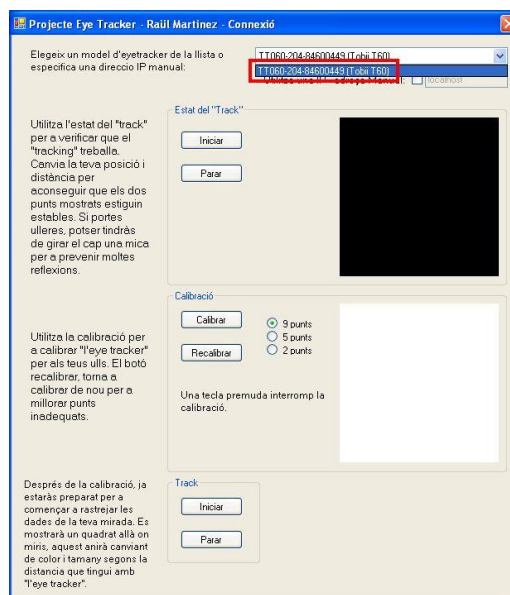 Projecte Eye Tracker - Raül Martinez - Connexió
Elegeix un model d'eyetracker de la llista o
especifica una direccio IP manual:
TT060-204-84600449 (Tobii T60)
TT060-204-84600449 (Tobii T60)
Manual:
localhost
Estat del "Track"
Utilitza l'estat del "track"
per a verificar que el
"tracking" treballa.
Canvia la teva posició i
distància per
aconseguir que els dos
punts mostrats estiguin
estables. Si portes
ulleres, potser tindràs
de girar el cap una mica
per a prevenir moltes
reflexions.
Iniciar
Parar
Calibració
Utilitza la calibració per
a calibrar "l'eye tracker"
per als teus ulls. El botó
recalibrar, torna a
calibrar de nou per a
millorar punts
inadequats.
Calibrar
Recalibrar
9 punts
5 punts
2 punts
Una tecla premuda interromp la
calibració.
Després de la calibració, ja
estaràs preparat per a
començar a rastrejar les
dades de la teva mirada. Es
mostrarà un quadrat allà on
miris, aquest anirà canviant
de color i tamany segons la
distancia que tingui amb
"l'eye tracker".
Track
Iniciar
Parar